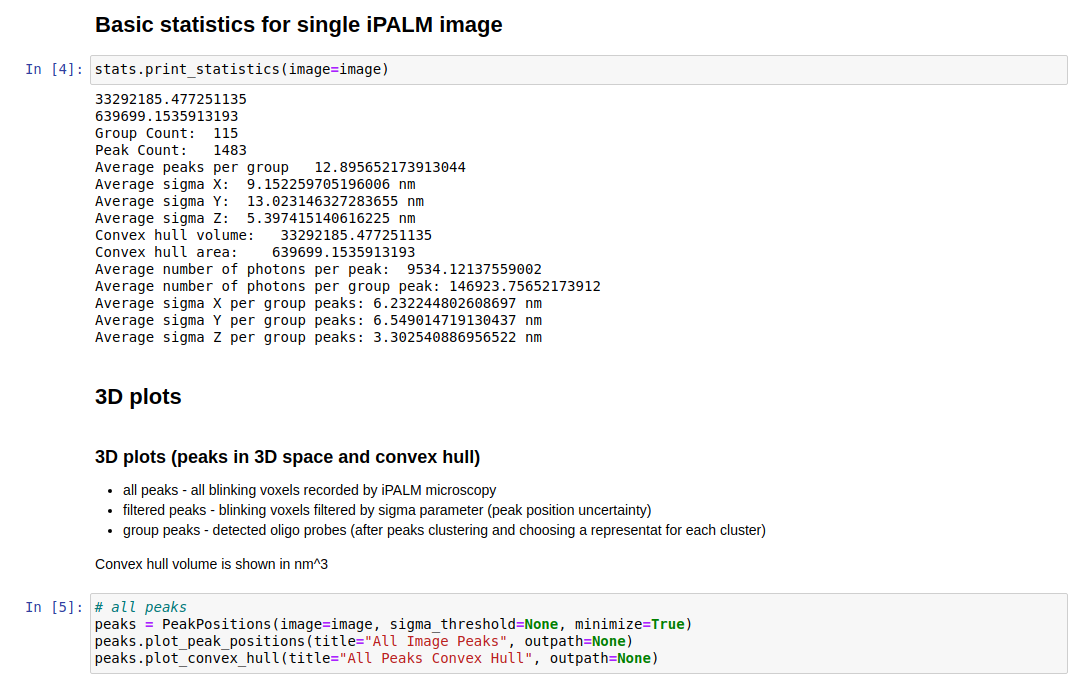 Basic statistics for single iPALM image
In [4]: stats.print_statistics(image=image)
33292185.477251135
639699.1535913193
Group Count:  115
Peak Count:   1483
Average peaks per group   12.895652173913044
Average sigma X:  9.152259705196006 nm
Average sigma Y:  13.023146327283655 nm
Average sigma Z:  5.397415140616225 nm
Convex hull volume:   33292185.477251135
Convex hull area:    639699.1535913193
Average number of photons per peak:  9534.12137559002
Average number of photons per group peak: 146923.75652173912
Average sigma X per group peaks: 6.232244802608697 nm
Average sigma Y per group peaks: 6.549014719130437 nm
Average sigma Z per group peaks: 3.302540886956522 nm
3D plots
3D plots (peaks in 3D space and convex hull)
• all peaks - all blinking voxels recorded by iPALM microscopy
• filtered peaks - blinking voxels filtered by sigma parameter (peak position uncertainty)
• group peaks - detected oligo probes (after peaks clustering and choosing a representat for each cluster)
Convex hull volume is shown in nm^3
In [5]: # all peaks
peaks = PeakPositions(image=image, sigma_threshold=None, minimize=True)
peaks.plot_peak_positions(title="All Image Peaks", outpath=None)
peaks.plot_convex_hull(title="All Peaks Convex Hull", outpath=None)